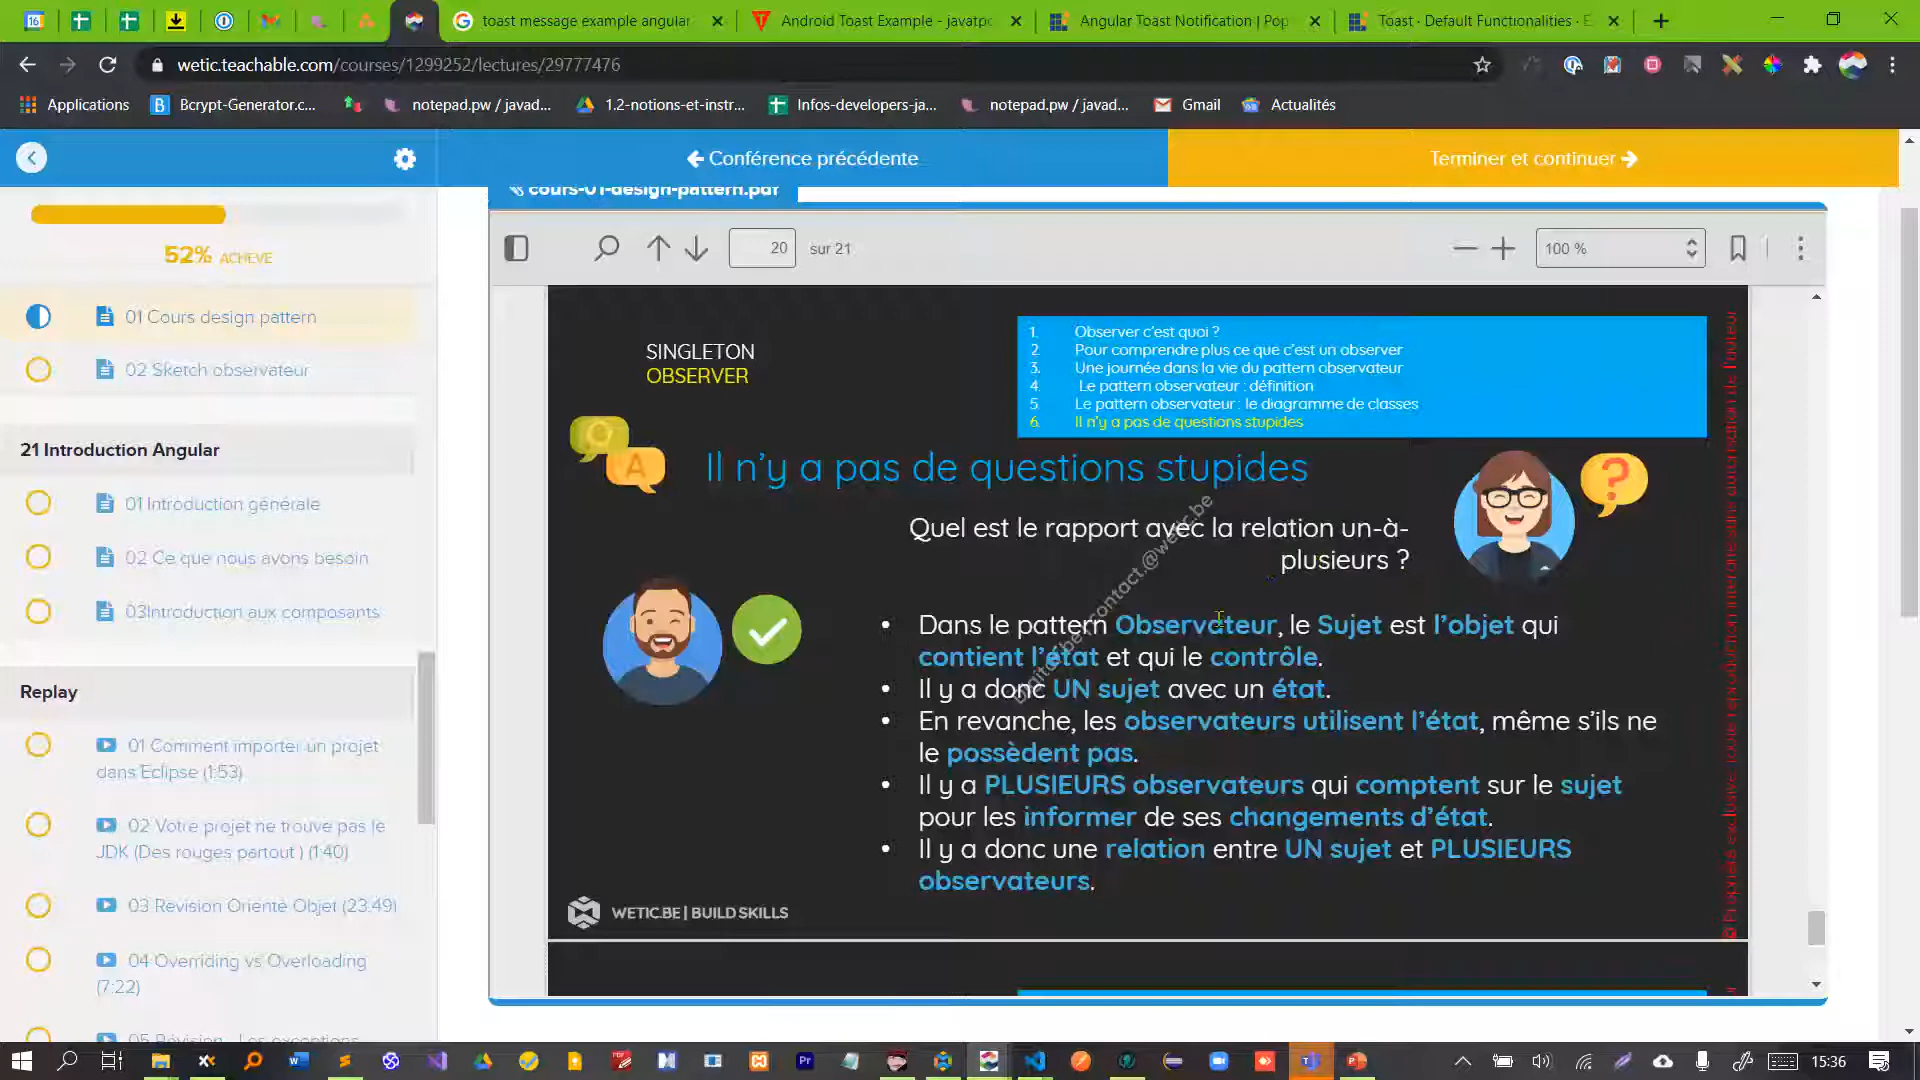 toast message example angular
Android Toast Example - javatp
Angular Toast Notification | Pop
Toast · Default Functionalities · E
wetic.teachable.com/courses/1299252/lectures/29777476
Applications
Bcrypt-Generator.c...
notepad.pw / javad...
1.2-notions-et-instr...
Infos-developers-ja...
notepad.pw / javad...
Gmail
Actualités
Conférence précédente
Terminer et continuer
cours-01-design-pattern.pdf
52% ACHEVÉ
01 Cours design pattern
02 Sketch observateur
21 Introduction Angular
01 Introduction générale
02 Ce que nous avons besoin
03Introduction aux composants
Replay
01 Comment importer un projet
dans Eclipse (1:53)
02 Votre projet ne trouve pas le
JDK (Des rouges partout ) (1:40)
03 Revision Orienté Objet (23:49)
04 Overriding vs Overloading
(7:22)
05 Révision : Les exceptions
20 sur 21
100 %
SINGLETON
OBSERVER
1. Observer c'est quoi ?
2. Pour comprendre plus ce que c'est un observer
3. Une journée dans la vie du pattern observateur
4. Le pattern observateur : définition
5. Le pattern observateur : le diagramme de classes
6. Il n'y a pas de questions stupides
Q
A
Il n'y a pas de questions stupides
?
Quel est le rapport avec la relation un-à-
plusieurs ?
• Dans le pattern Observateur, le Sujet est l'objet qui
contient l'état et qui le contrôle.
• Il y a donc UN sujet avec un état.
• En revanche, les observateurs utilisent l'état, même s'ils ne
le possèdent pas.
• Il y a PLUSIEURS observateurs qui comptent sur le sujet
pour les informer de ses changements d'état.
• Il y a donc une relation entre UN sujet et PLUSIEURS
observateurs.
WETIC.BE | BUILD SKILLS
15:36